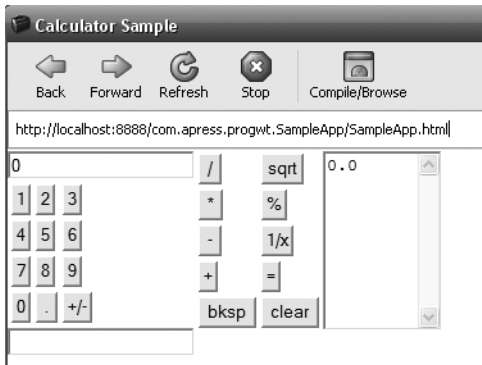 Calculator Sample
Back Forward Refresh Stop Compile/Browse
http://localhost:8888/com.apress.progwt.SampleApp/SampleApp.html
0 / sqrt 0.0
1 2 3 * %
4 5 6 - 1/x
7 8 9 + =
0 . +/- bksp clear